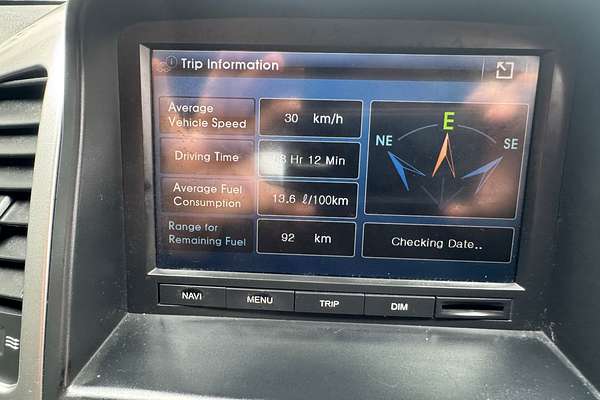 Trip Information
Average
Vehicle Speed
30 km/h
Driving Time
Hr 12 Min
Average Fuel
Consumption
13.6 ℓ/100km
Range for
Remaining Fuel
92 km
E
NE
SE
Checking Date..
NAVI
MENU
TRIP
DIM